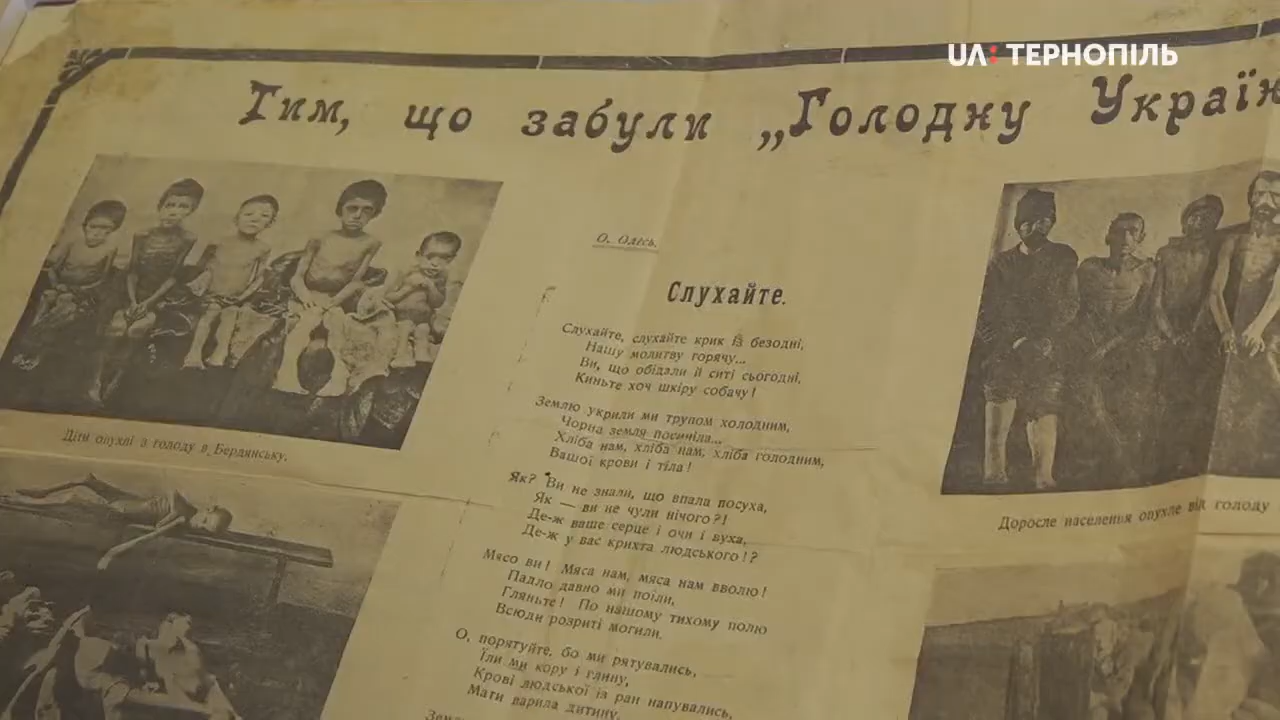 UA: ТЕРНОПІЛЬ
Тим, що забули „Голодну Україн
О. Олесь.
Слухайте.
Слухайте, слухайте крик із безодні,
Нашу молитву горячу...
Ви, що обідали й ситі сьогодні,
Киньте хоч шкіру собачу!
Землю укрили ми трупом холодним,
Чорна земля посиніла...
Хліба нам, хліба нам, хліба голодним,
Вашої крови і тіла!
Як? Ви не знали, що впала посуха,
Як — ви не чули нічого?!
Де-ж ваше серце і очи і вуха,
Де-ж у вас крихта людського!?
Мясо ви! Мяса нам, мяса нам вволю!
Падло давно ми поїли,
Гляньте! По нашому тихому полю
Всюди розриті могили.
О, порятуйте, бо ми рятувались,
Їли ми кору і глину,
Крові людської із ран напувались,
Мати варила дитину,
Діти опухлі з голоду в Бердянську.
Доросле населення опухле від голоду